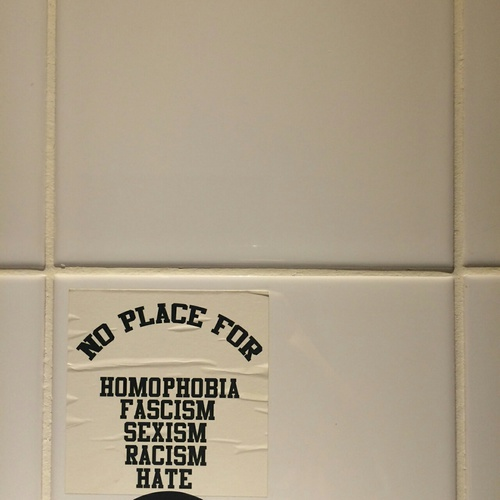 NO PLACE FOR
HOMOPHOBIA
FASCISM
SEXISM
RACISM
HATE